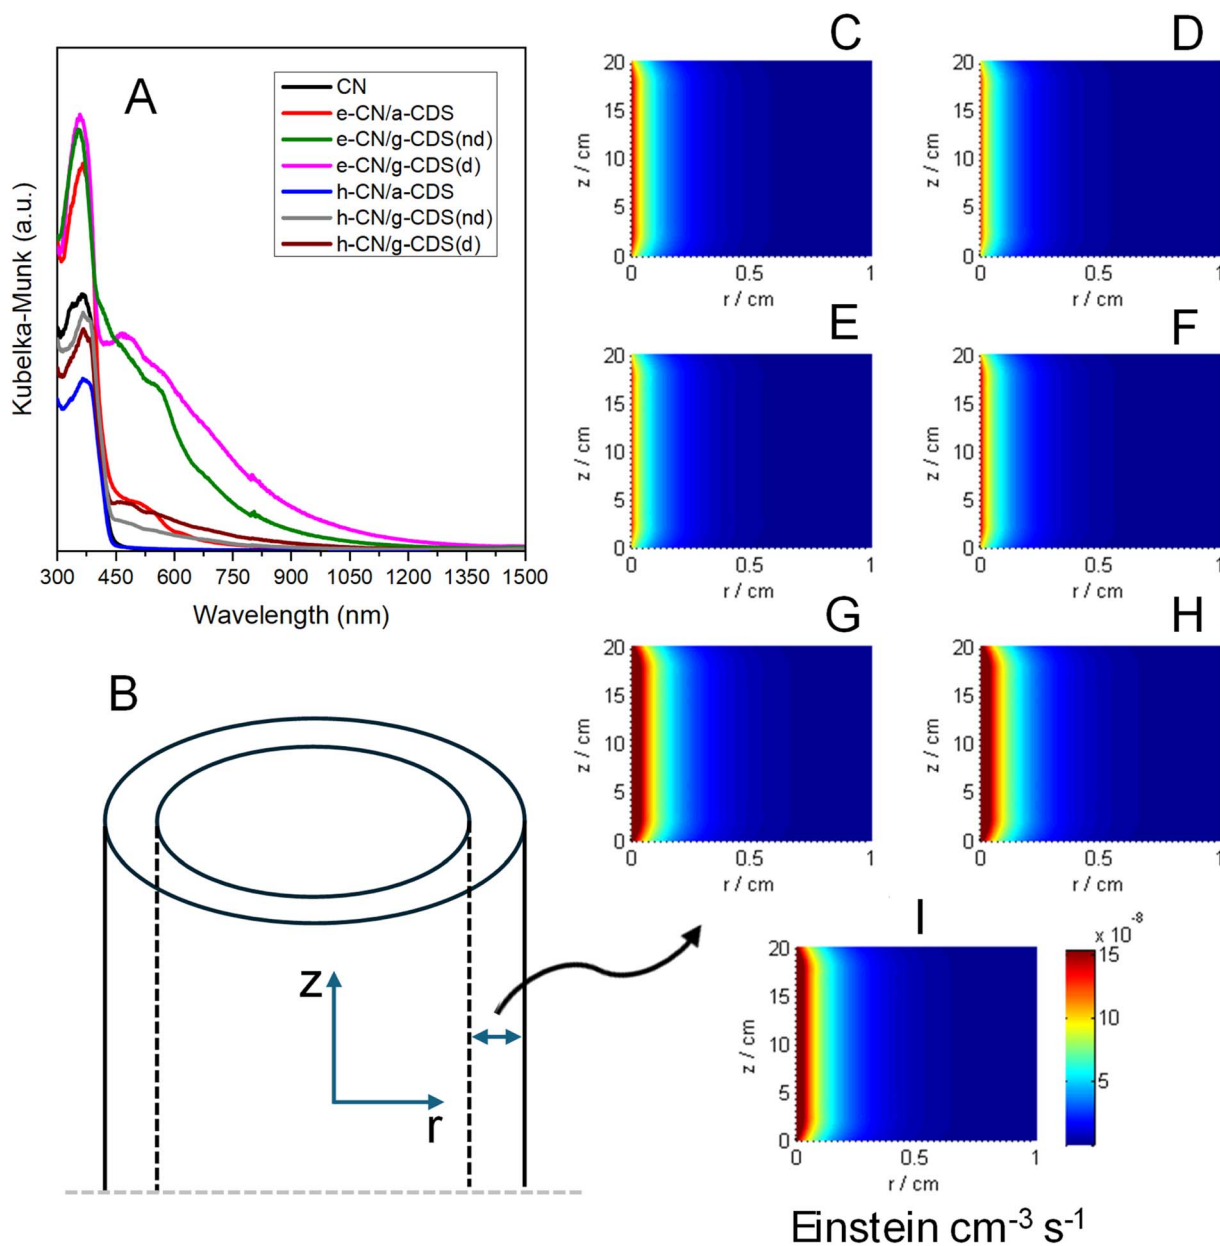 A
CN
e-CN/a-CDS
e-CN/g-CDS(nd)
e-CN/g-CDS(d)
h-CN/a-CDS
h-CN/g-CDS(nd)
h-CN/g-CDS(d)
Kubelka-Munk (a.u.)
300 450 600 750 900 1050 1200 1350 1500
Wavelength (nm)
B
z
r
C
20
15
10
5
0
z / cm
0 0.5 1
r / cm
D
20
15
10
5
0
z / cm
0 0.5 1
r / cm
E
20
15
10
5
0
z / cm
0 0.5 1
r / cm
F
20
15
10
5
0
z / cm
0 0.5 1
r / cm
G
20
15
10
5
0
z / cm
0 0.5 1
r / cm
H
20
15
10
5
0
z / cm
0 0.5 1
r / cm
I
20
15
10
5
0
z / cm
0 0.5 1
r / cm
x 10⁻⁸
15
10
5
Einstein cm⁻³ s⁻¹